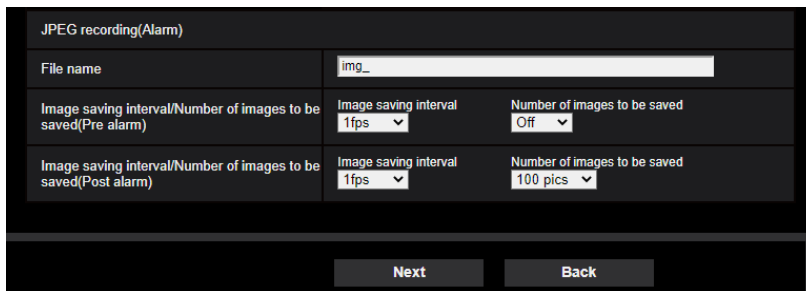 JPEG recording(Alarm)
File name
img_
Image saving interval/Number of images to be
saved(Pre alarm)
Image saving interval
1fps
Number of images to be saved
Off
Image saving interval/Number of images to be
saved(Post alarm)
Image saving interval
1fps
Number of images to be saved
100 pics
Next
Back